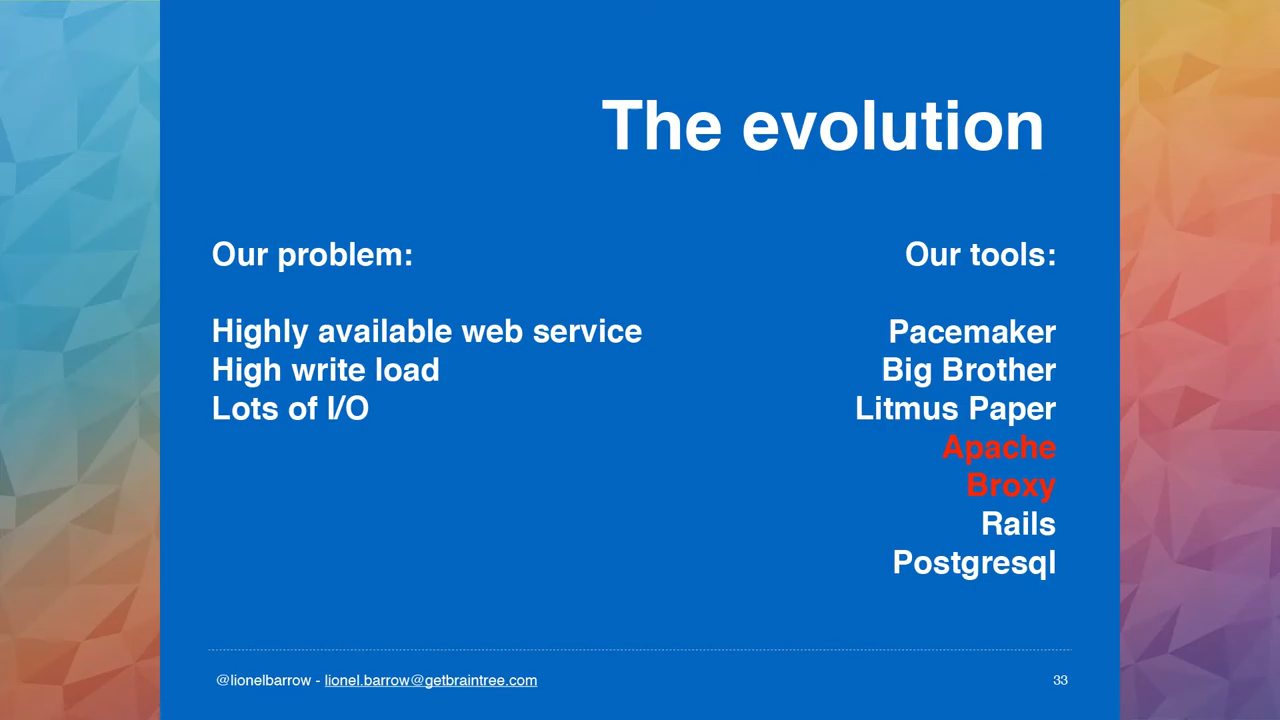 The evolution
Our problem:
Highly available web service
High write load
Lots of I/O
Our tools:
Pacemaker
Big Brother
Litmus Paper
Apache
Broxy
Rails
Postgresql
@lionelbarrow - lionel.barrow@getbraintree.com
33